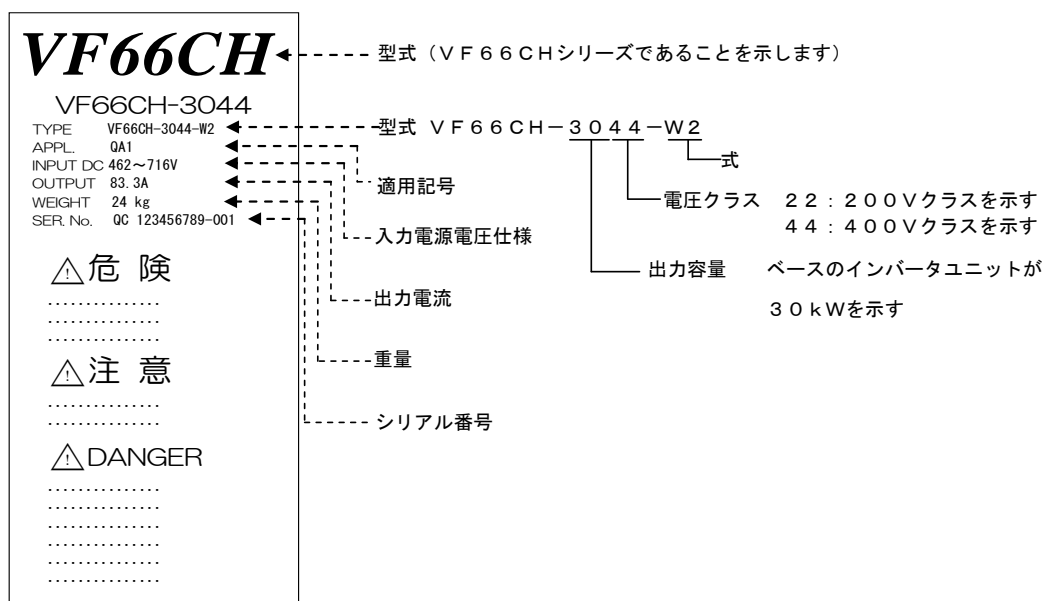 VF66CH
型式（ＶＦ６６ＣＨシリーズであることを示します）
VF66CH-3044
TYPE VF66CH-3044-W2
型式 ＶＦ６６ＣＨ－３０４４－Ｗ２
式
APPL. QA1
適用記号
INPUT DC 462～716V
入力電源電圧仕様
OUTPUT 83.3A
出力電流
WEIGHT 24 kg
重量
SER. No. QC 123456789-001
シリアル番号
電圧クラス ２２：２００Ｖクラスを示す
４４：４００Ｖクラスを示す
出力容量 ベースのインバータユニットが
３０ｋＷを示す
⚠危 険
...............
...............
...............
⚠注 意
...............
...............
⚠DANGER
...............
...............
...............
...............
...............
...............